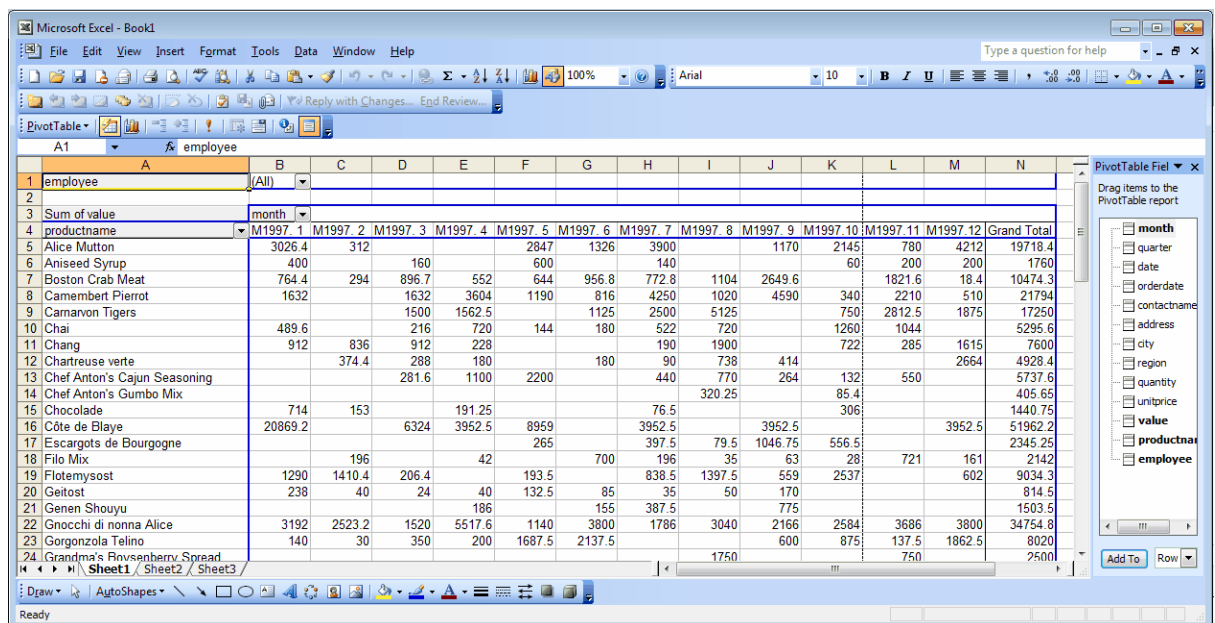 Microsoft Excel - Book1
File Edit View Insert Format Tools Data Window Help Type a question for help
100% Arial 10 B I U
Reply with Changes... End Review...
PivotTable
A1 fx employee
A B C D E F G H I J K L M N
PivotTable Fiel
1 employee (All)
Drag items to the
PivotTable report
2
3 Sum of value month
4 productname M1997. 1 M1997. 2 M1997. 3 M1997. 4 M1997. 5 M1997. 6 M1997. 7 M1997. 8 M1997. 9 M1997.10 M1997.11 M1997.12 Grand Total
5 Alice Mutton 3026.4 312 2847 1326 3900 1170 2145 780 4212 19718.4
6 Aniseed Syrup 400 160 600 140 60 200 200 1760
7 Boston Crab Meat 764.4 294 896.7 552 644 956.8 772.8 1104 2649.6 1821.6 18.4 10474.3
8 Camembert Pierrot 1632 1632 3604 1190 816 4250 1020 4590 340 2210 510 21794
9 Carnarvon Tigers 1500 1562.5 1125 2500 5125 750 2812.5 1875 17250
10 Chai 489.6 216 720 144 180 522 720 1260 1044 5295.6
11 Chang 912 836 912 228 190 1900 722 285 1615 7600
12 Chartreuse verte 374.4 288 180 180 90 738 414 2664 4928.4
13 Chef Anton's Cajun Seasoning 281.6 1100 2200 440 770 264 132 550 5737.6
14 Chef Anton's Gumbo Mix 320.25 85.4 405.65
15 Chocolade 714 153 191.25 76.5 306 1440.75
16 Côte de Blaye 20869.2 6324 3952.5 8959 3952.5 3952.5 3952.5 51962.2
17 Escargots de Bourgogne 265 397.5 79.5 1046.75 556.5 2345.25
18 Filo Mix 196 42 700 196 35 63 28 721 161 2142
19 Flotemysost 1290 1410.4 206.4 193.5 838.5 1397.5 559 2537 602 9034.3
20 Geitost 238 40 24 40 132.5 85 35 50 170 814.5
21 Genen Shouyu 186 155 387.5 775 1503.5
22 Gnocchi di nonna Alice 3192 2523.2 1520 5517.6 1140 3800 1786 3040 2166 2584 3686 3800 34754.8
23 Gorgonzola Telino 140 30 350 200 1687.5 2137.5 600 875 137.5 1862.5 8020
24 Grandma's Boysenberry Spread 1750 750 2500
month
quarter
date
orderdate
contactname
address
city
region
quantity
unitprice
value
productnar
employee
Add To Row
Sheet1 Sheet2 Sheet3
Draw AutoShapes
Ready